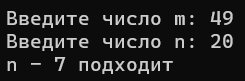 Введите число m: 49
Введите число n: 20
n - 7 подходит